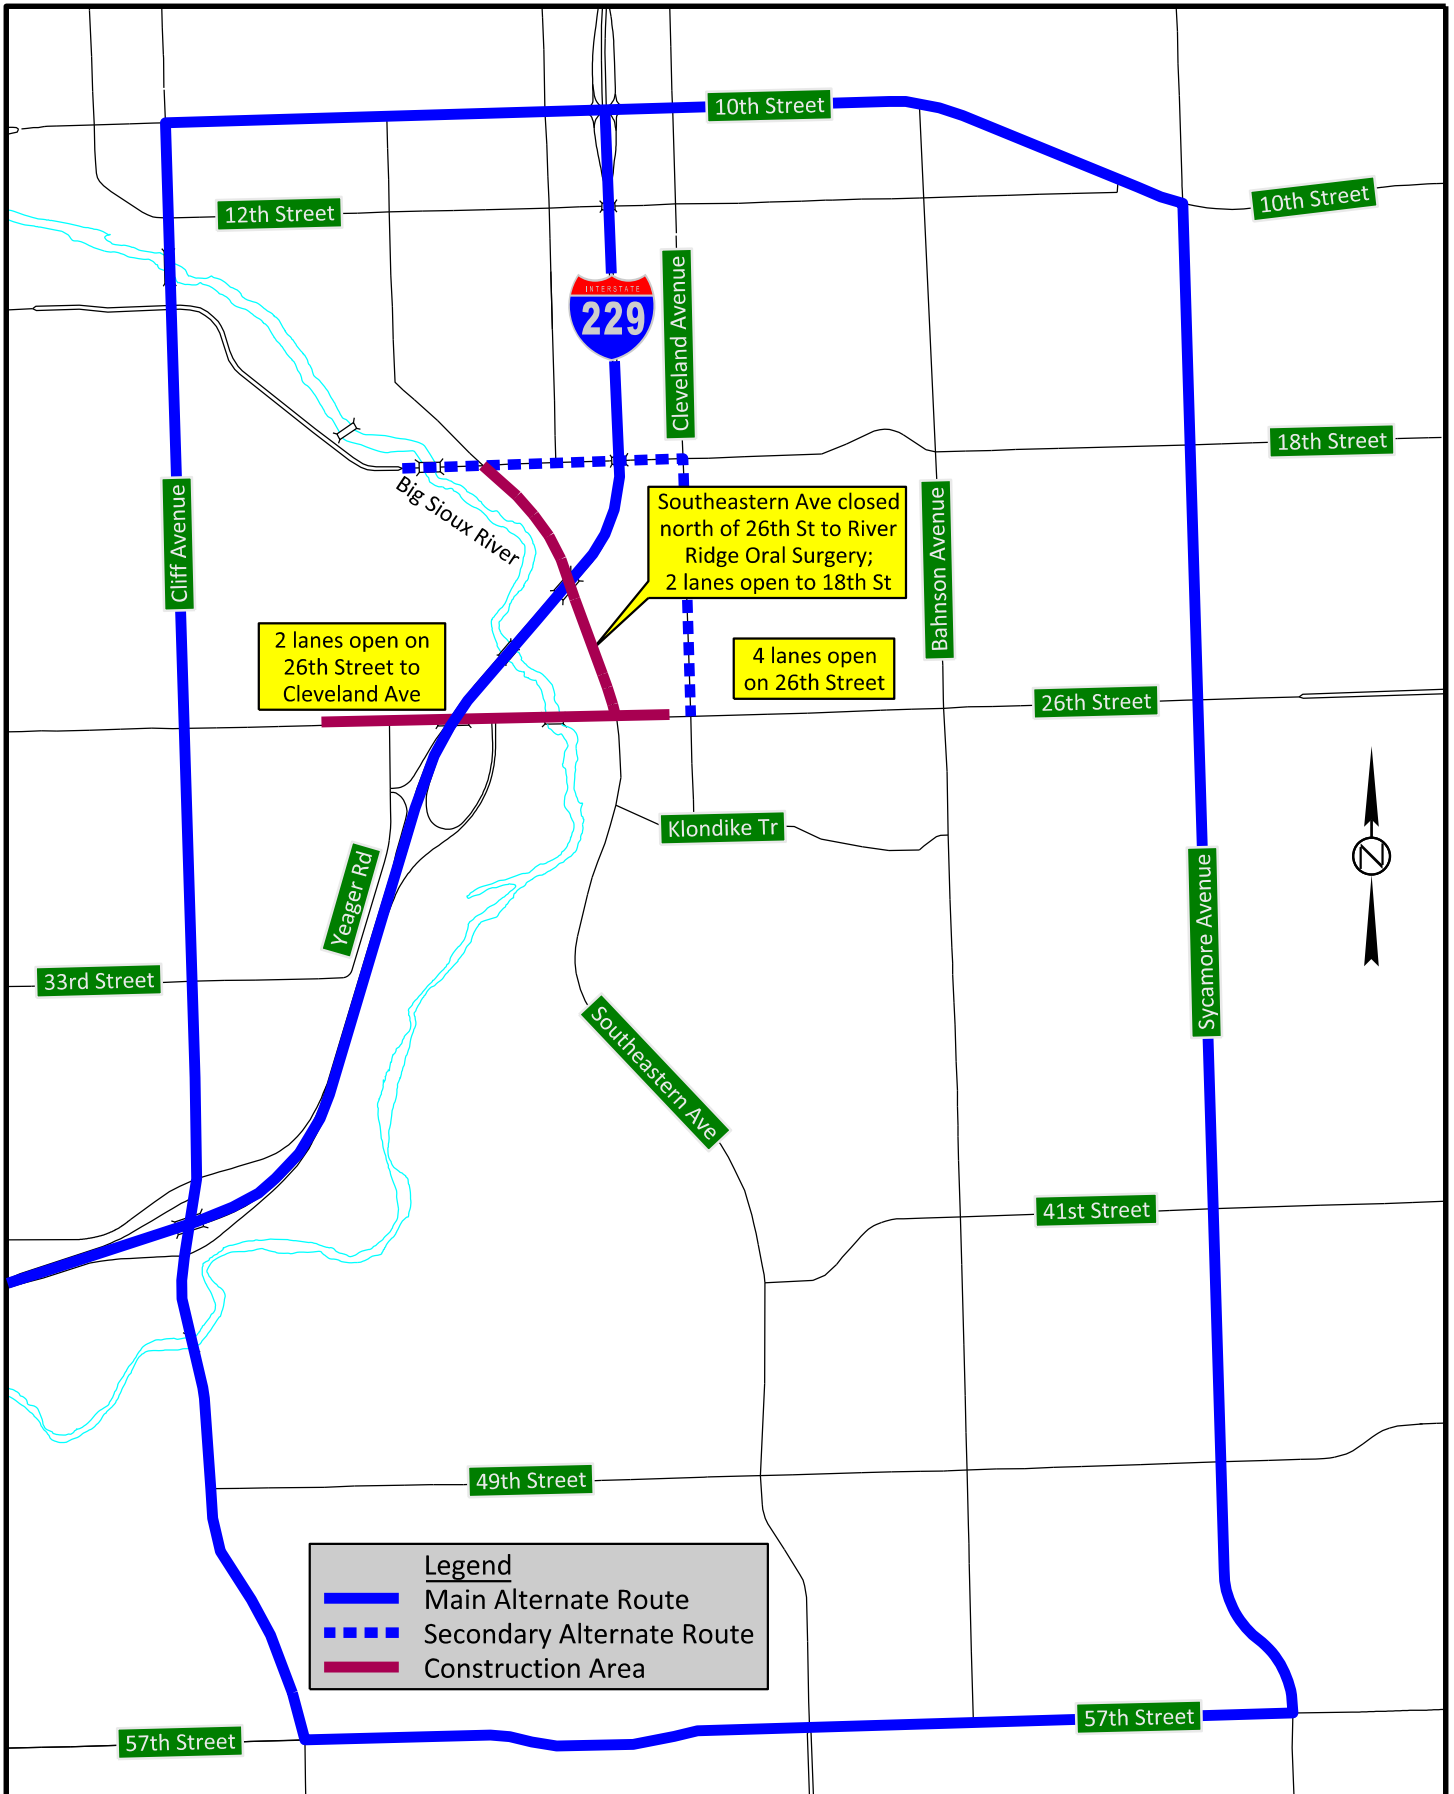 10th Street
10th Street
12th Street
INTERSTATE
229
Cleveland Avenue
18th Street
Cliff Avenue
Big Sioux River
Southeastern Ave closed
north of 26th St to River
Ridge Oral Surgery;
2 lanes open to 18th St
Bahnson Avenue
2 lanes open on
26th Street to
Cleveland Ave
4 lanes open
on 26th Street
26th Street
Klondike Tr
Yeager Rd
Sycamore Avenue
N
33rd Street
Southeastern Ave
41st Street
49th Street
Legend
Main Alternate Route
Secondary Alternate Route
Construction Area
57th Street
57th Street